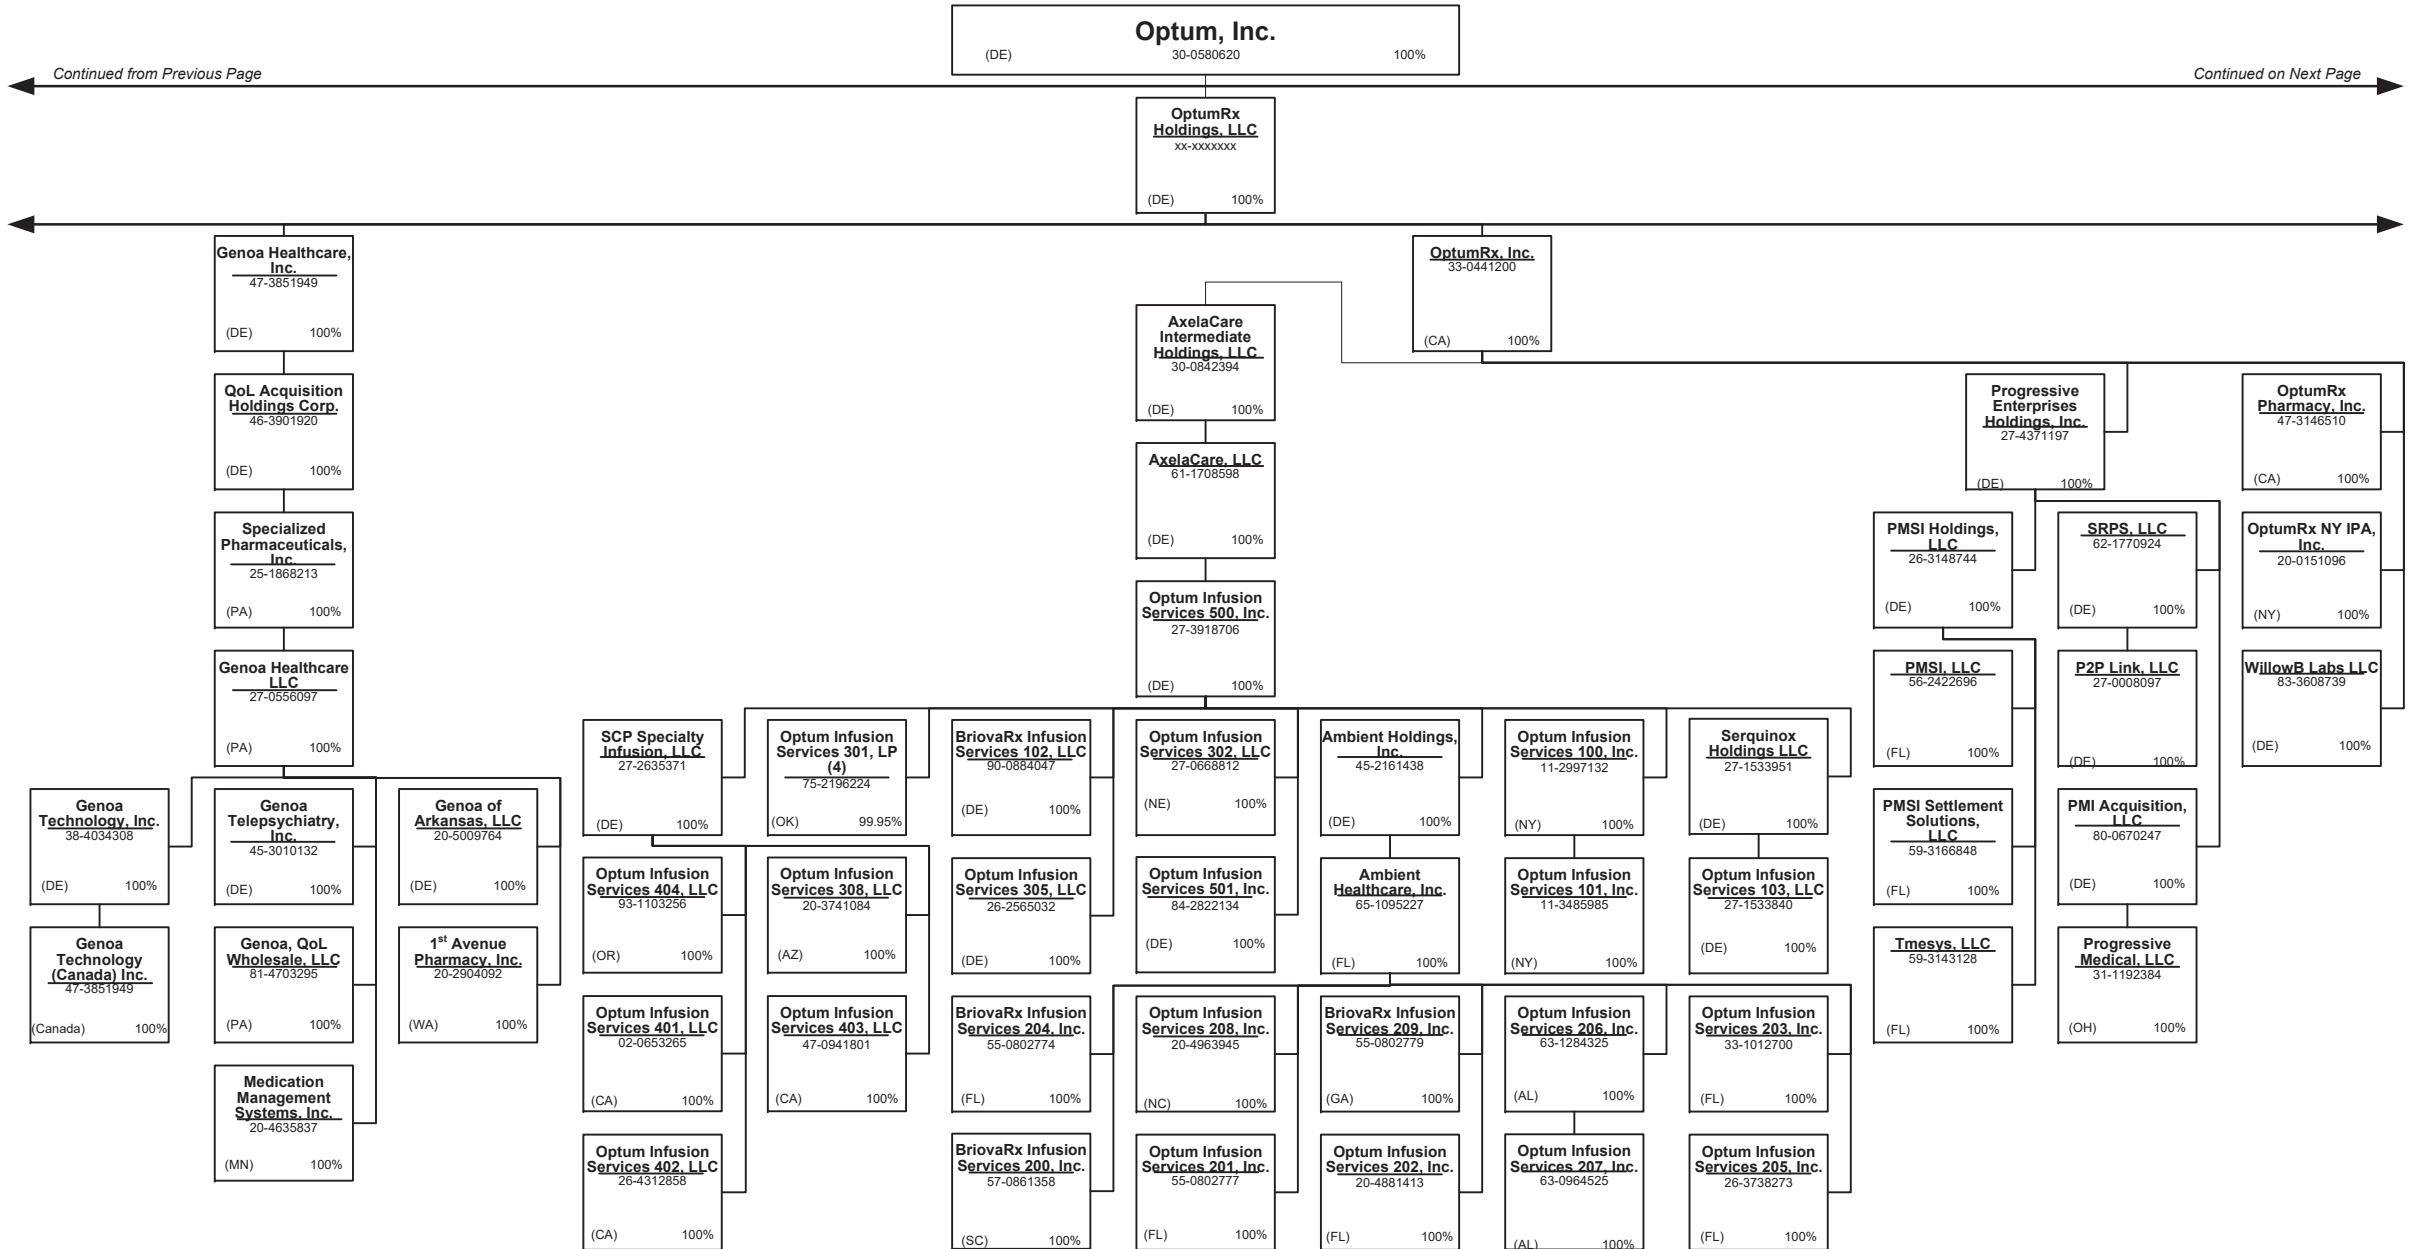 Optum, Inc.
(DE) 30-0580620 100%
Continued from Previous Page
Continued on Next Page
OptumRx
Holdings, LLC
xx-xxxxxxx
(DE) 100%
Genoa Healthcare,
Inc.
47-3851949
(DE) 100%
OptumRx, Inc.
33-0441200
(CA) 100%
AxelaCare
Intermediate
Holdings, LLC
30-0842394
(DE) 100%
QoL Acquisition
Holdings Corp.
46-3901920
(DE) 100%
Progressive
Enterprises
Holdings, Inc.
27-4371197
(DE) 100%
OptumRx
Pharmacy, Inc.
47-3146510
(CA) 100%
AxelaCare, LLC
61-1708598
(DE) 100%
Specialized
Pharmaceuticals,
Inc.
25-1868213
(PA) 100%
PMSI Holdings,
LLC
26-3148744
(DE) 100%
SRPS, LLC
62-1770924
(DE) 100%
OptumRx NY IPA,
Inc.
20-0151096
(NY) 100%
Optum Infusion
Services 500, Inc.
27-3918706
(DE) 100%
Genoa Healthcare
LLC
27-0556097
(PA) 100%
PMSI, LLC
56-2422696
(FL) 100%
P2P Link, LLC
27-0008097
(DE) 100%
WillowB Labs LLC
83-3608739
(DE) 100%
SCP Specialty
Infusion, LLC
27-2635371
(DE) 100%
Optum Infusion
Services 301, LP
(4)
75-2196224
(OK) 99.95%
BriovaRx Infusion
Services 102, LLC
90-0884047
(DE) 100%
Optum Infusion
Services 302, LLC
27-0668812
(NE) 100%
Ambient Holdings,
Inc.
45-2161438
(DE) 100%
Optum Infusion
Services 100, Inc.
11-2997132
(NY) 100%
Serquinox
Holdings LLC
27-1533951
(DE) 100%
Genoa
Technology, Inc.
38-4034308
(DE) 100%
Genoa
Telepsychiatry,
Inc.
45-3010132
(DE) 100%
Genoa of
Arkansas, LLC
20-5009764
(DE) 100%
PMSI Settlement
Solutions,
LLC
59-3166848
(FL) 100%
PMI Acquisition,
LLC
80-0670247
(DE) 100%
Optum Infusion
Services 404, LLC
93-1103256
(OR) 100%
Optum Infusion
Services 308, LLC
20-3741084
(AZ) 100%
Optum Infusion
Services 305, LLC
26-2565032
(DE) 100%
Optum Infusion
Services 501, Inc.
84-2822134
(DE) 100%
Ambient
Healthcare, Inc.
65-1095227
(FL) 100%
Optum Infusion
Services 101, Inc.
11-3485985
(NY) 100%
Optum Infusion
Services 103, LLC
27-1533840
(DE) 100%
Genoa
Technology
(Canada) Inc.
47-3851949
(Canada) 100%
Genoa, QoL
Wholesale, LLC
81-4703295
(PA) 100%
1st Avenue
Pharmacy, Inc.
20-2904092
(WA) 100%
Tmesys, LLC
59-3143128
(FL) 100%
Progressive
Medical, LLC
31-1192384
(OH) 100%
Optum Infusion
Services 401, LLC
02-0653265
(CA) 100%
Optum Infusion
Services 403, LLC
47-0941801
(CA) 100%
BriovaRx Infusion
Services 204, Inc.
55-0802774
(FL) 100%
Optum Infusion
Services 208, Inc.
20-4963945
(NC) 100%
BriovaRx Infusion
Services 209, Inc.
55-0802779
(GA) 100%
Optum Infusion
Services 206, Inc.
63-1284325
(AL) 100%
Optum Infusion
Services 203, Inc.
33-1012700
(FL) 100%
Medication
Management
Systems, Inc.
20-4635837
(MN) 100%
Optum Infusion
Services 402, LLC
26-4312858
(CA) 100%
BriovaRx Infusion
Services 200, Inc.
57-0861358
(SC) 100%
Optum Infusion
Services 201, Inc.
55-0802777
(FL) 100%
Optum Infusion
Services 202, Inc.
20-4881413
(FL) 100%
Optum Infusion
Services 207, Inc.
63-0964525
(AL) 100%
Optum Infusion
Services 205, Inc.
26-3738273
(FL) 100%